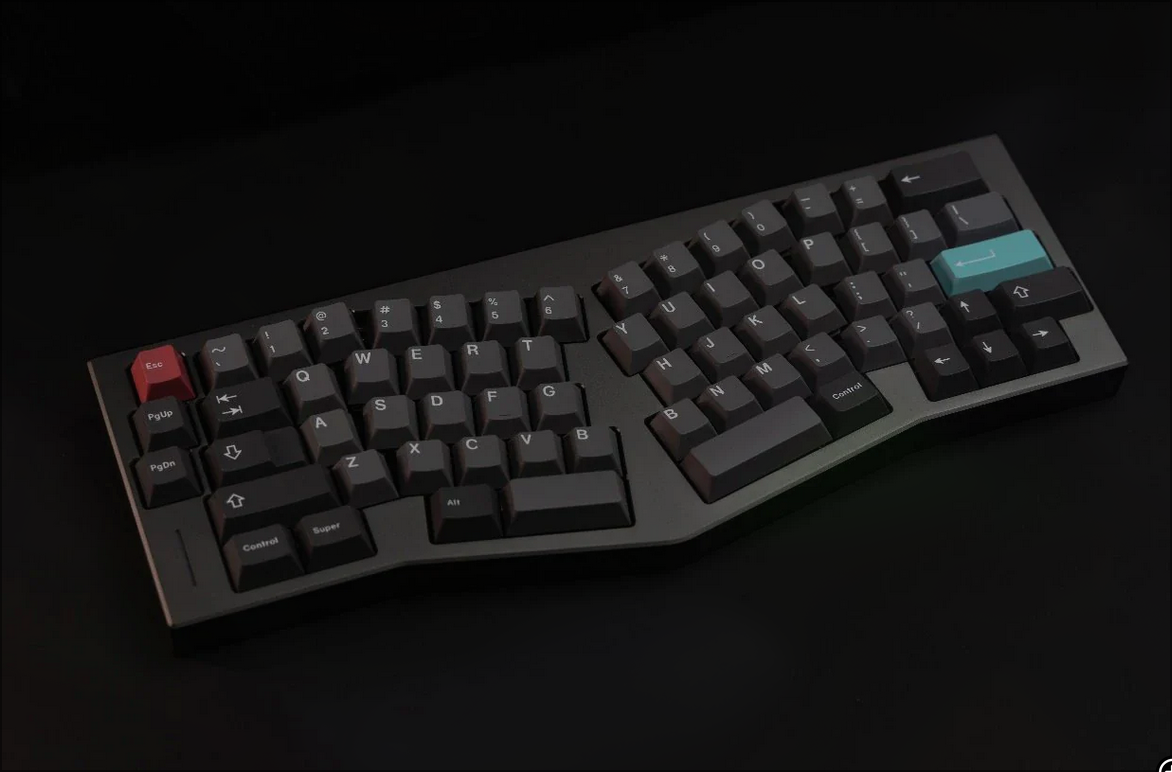 & 7 * 8 ( 9 ) 0 _ - + = ←
^ 6 % 5 $ 4 # 3 @ 2 ! 1 ~ ` Esc
Q W E R T Y U I O P { [ } ] | \
PgUp ⇤ ⇥
A S D F G H J K L : ; " ' ↵
PgDn ⇩
⇧ Z X C V B B N M < , > . ? / ↑ ⇧
Control Super Alt Control ← ↓ →